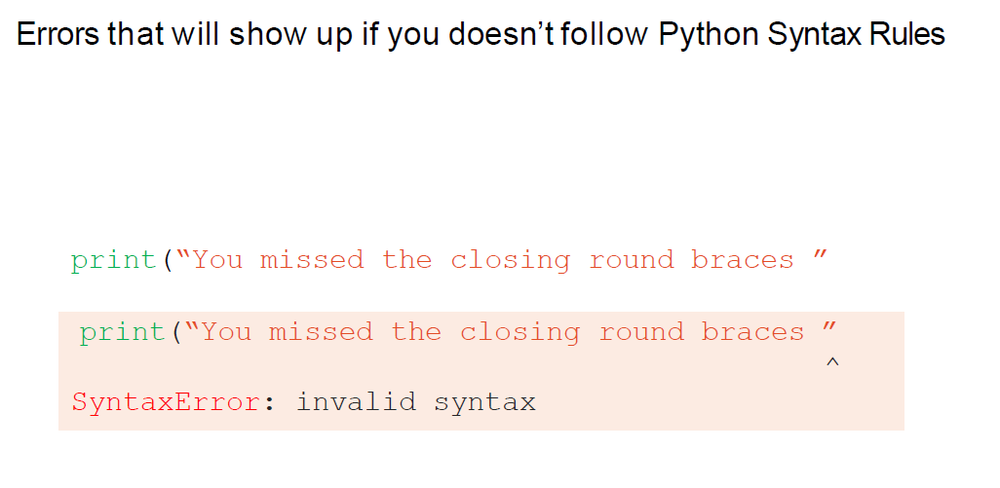 Errors that will show up if you doesn’t follow Python Syntax Rules
print(“You missed the closing round braces ”
print(“You missed the closing round braces ”
^
SyntaxError: invalid syntax